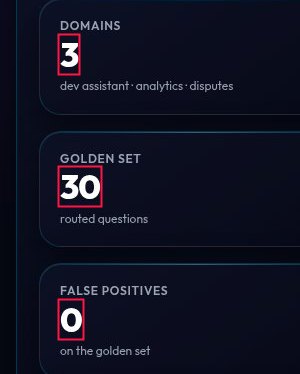 DOMAINS
3
dev assistant · analytics · disputes
GOLDEN SET
30
routed questions
FALSE POSITIVES
0
on the golden set